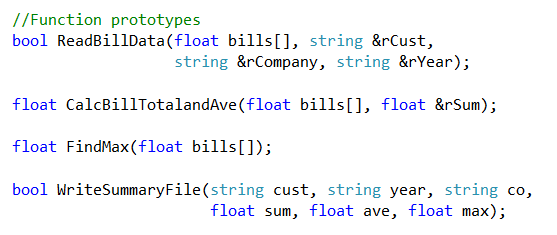 //Function prototypes
bool ReadBillData(float bills[], string &rCust,
string &rCompany, string &rYear);
float CalcBillTotalandAve(float bills[], float &rSum);
float FindMax(float bills[]);
bool WriteSummaryFile(string cust, string year, string co,
float sum, float ave, float max);